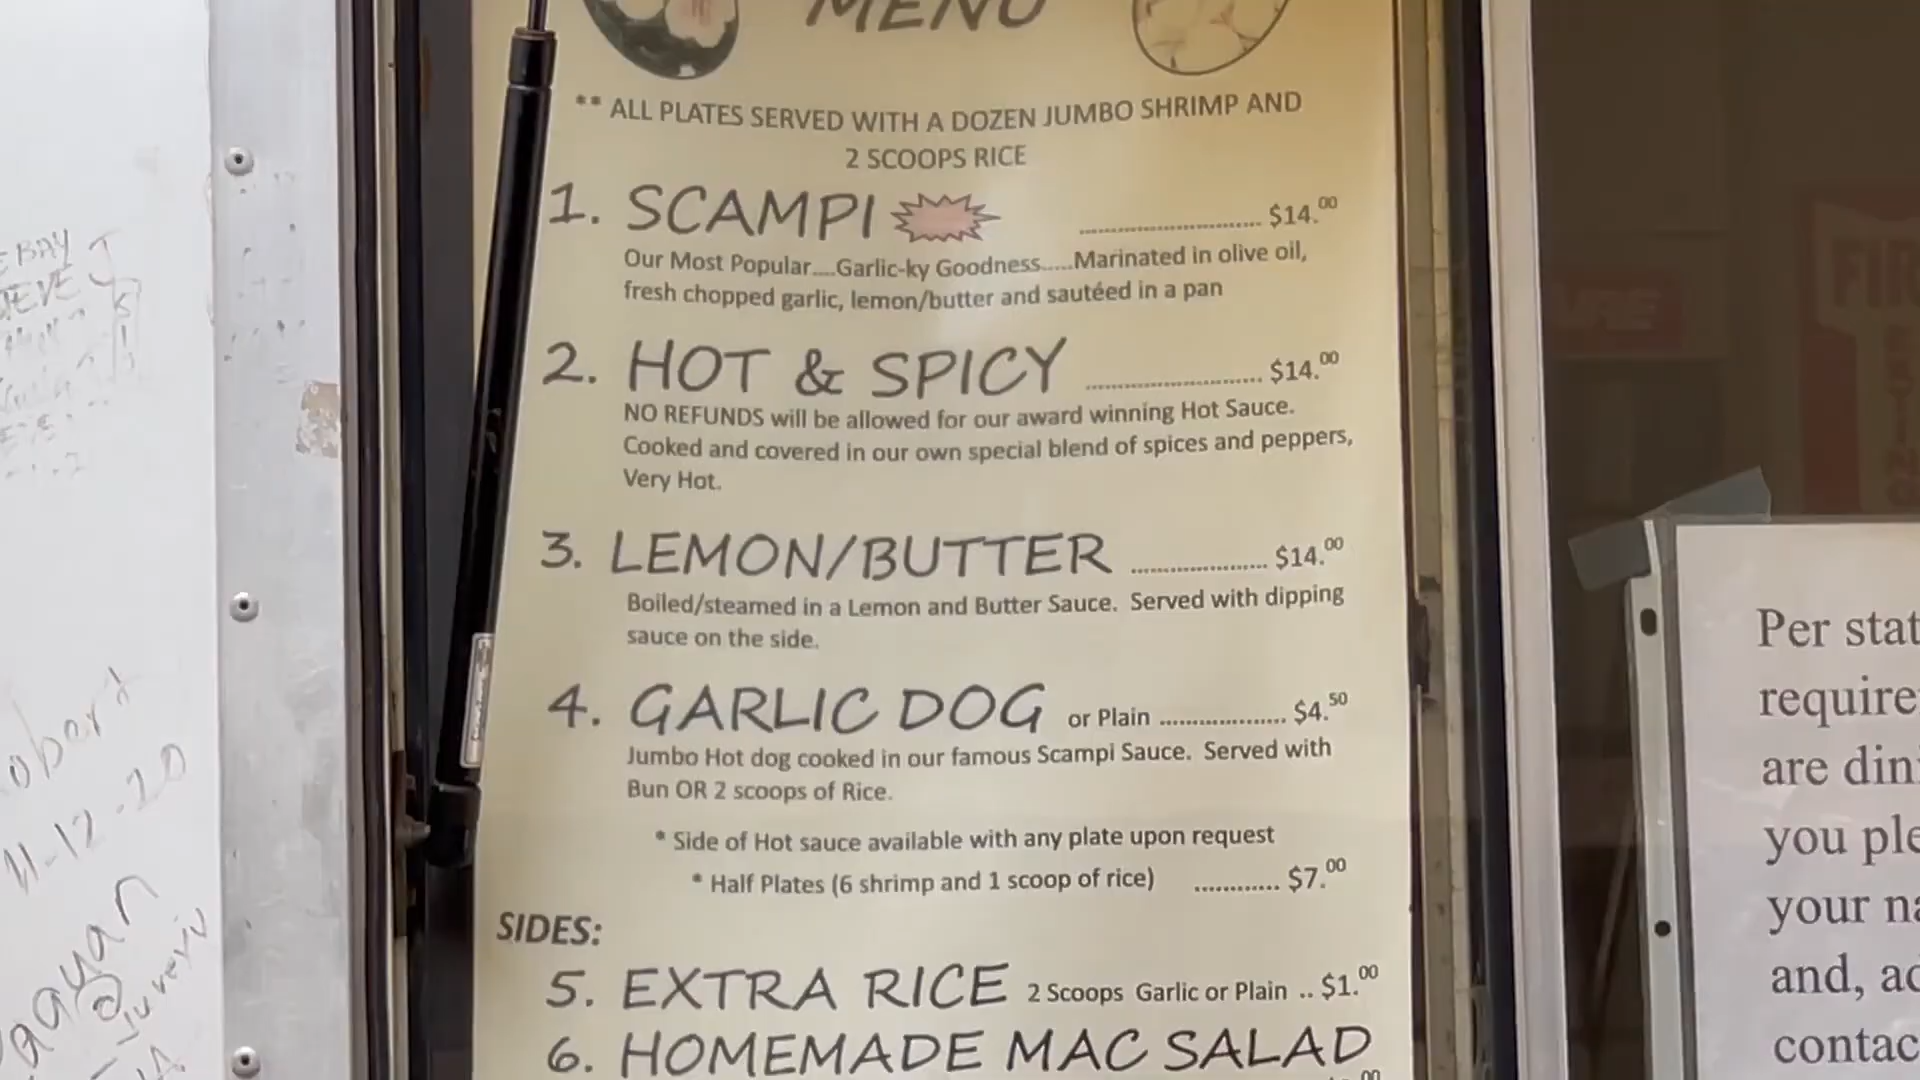 MENU
** ALL PLATES SERVED WITH A DOZEN JUMBO SHRIMP AND
2 SCOOPS RICE
1. SCAMPI ........................... $14.00
Our Most Popular....Garlic-ky Goodness.....Marinated in olive oil,
fresh chopped garlic, lemon/butter and sautéed in a pan
2. HOT & SPICY .......................... $14.00
NO REFUNDS will be allowed for our award winning Hot Sauce.
Cooked and covered in our own special blend of spices and peppers,
Very Hot.
3. LEMON/BUTTER .................... $14.00
Boiled/steamed in a Lemon and Butter Sauce. Served with dipping
sauce on the side.
4. GARLIC DOG or Plain ................... $4.50
Jumbo Hot dog cooked in our famous Scampi Sauce. Served with
Bun OR 2 scoops of Rice.
* Side of Hot sauce available with any plate upon request
* Half Plates (6 shrimp and 1 scoop of rice) ............ $7.00
SIDES:
5. EXTRA RICE 2 Scoops Garlic or Plain .. $1.00
6. HOMEMADE MAC SALAD
BAY
obert
11-12-20
FIR
Per stat
require
are din
you ple
your na
and, ad
contac